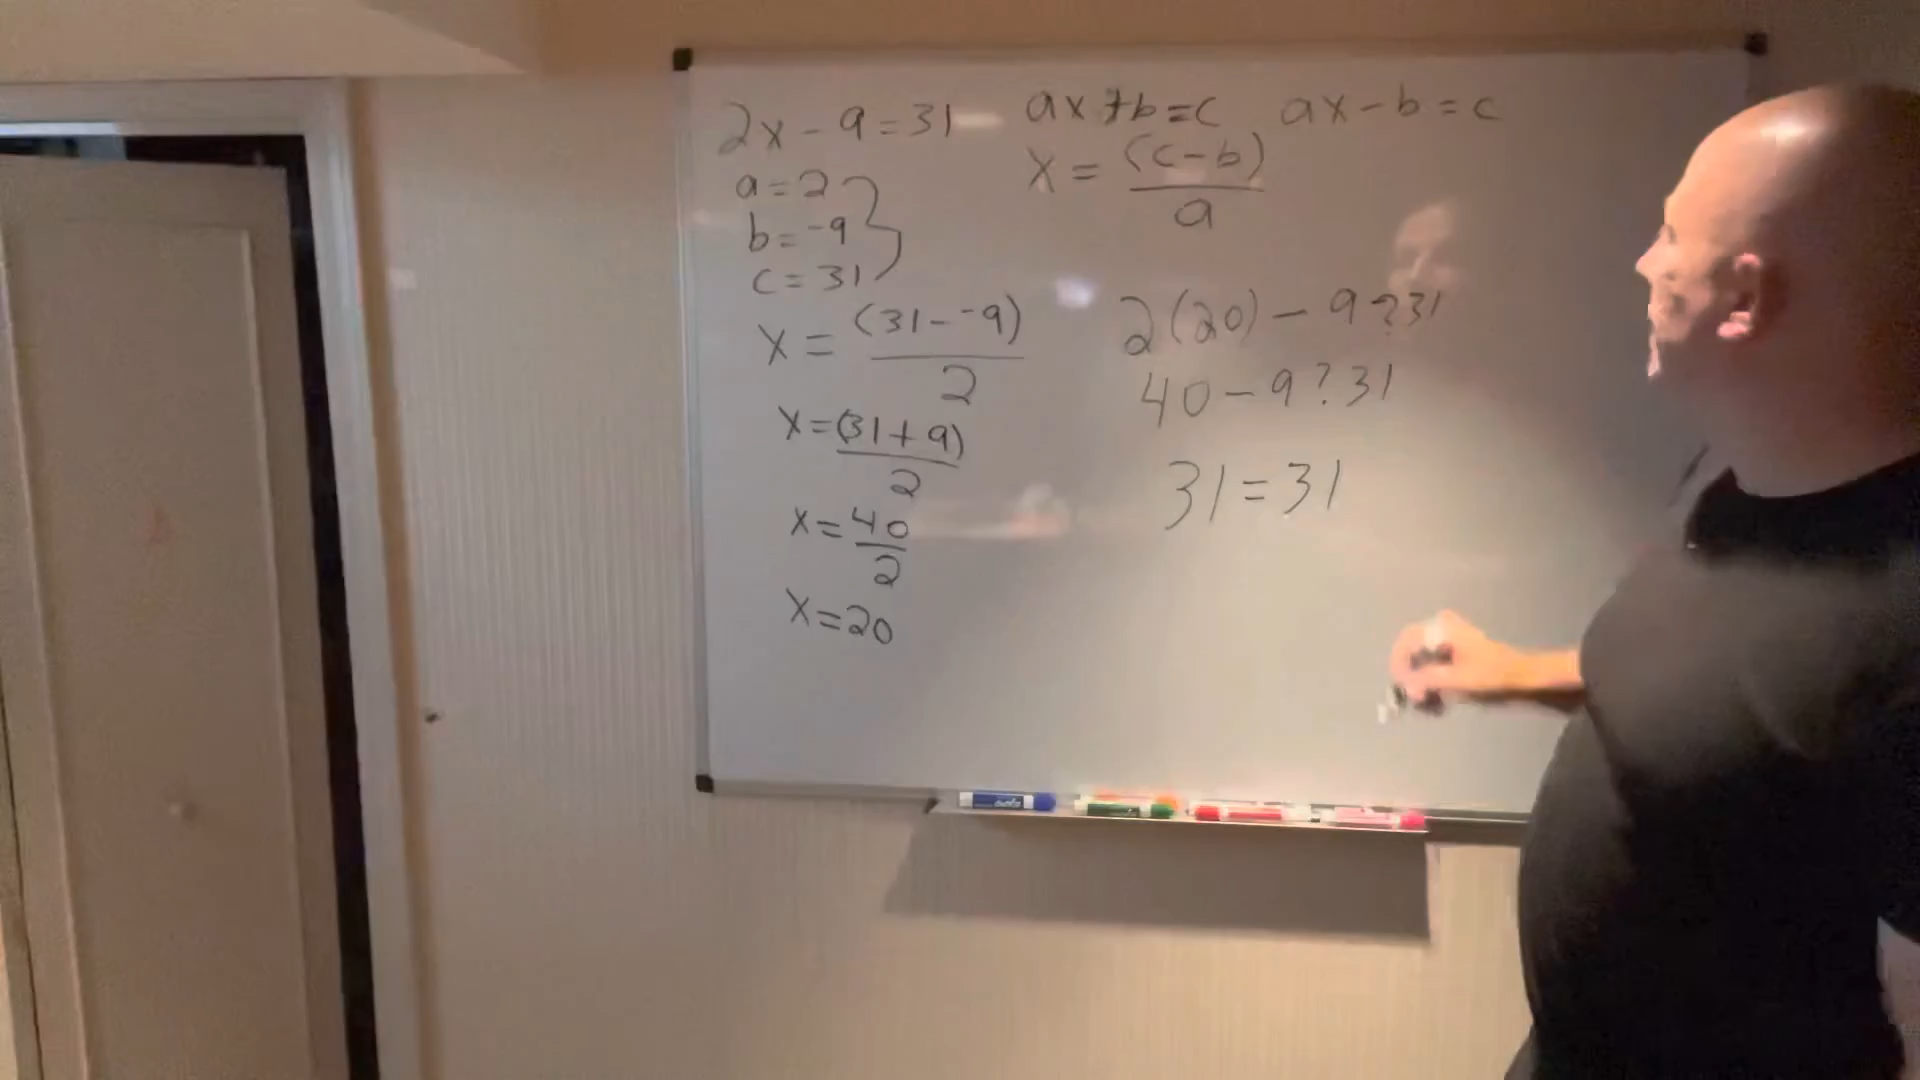 2x - 9 = 31
a = 2
b = -9
c = 31
x = (31 - -9)
2
x = (31 + 9)
2
x = 40
2
x = 20
ax + b = c
ax - b = c
x = (c - b)
a
2(20) - 9 ? 31
40 - 9 ? 31
31 = 31